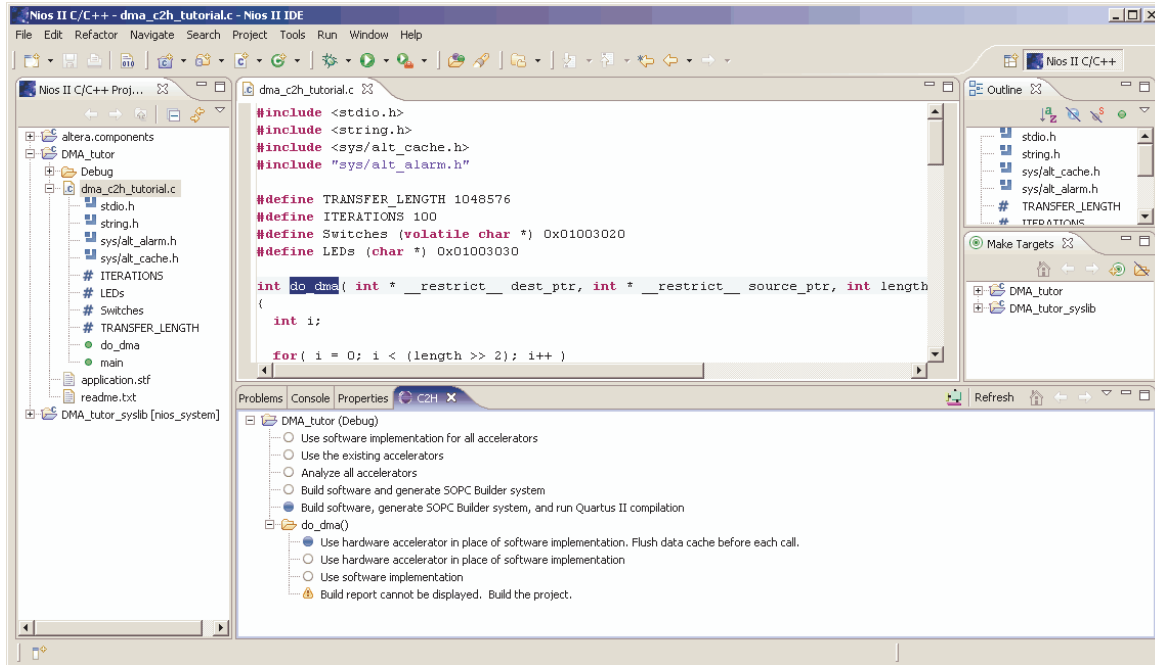 Nios II C/C++ - dma_c2h_tutorial.c - Nios II IDE
File Edit Refactor Navigate Search Project Tools Run Window Help
Nios II C/C++
Nios II C/C++ Proj...
altera.components
DMA_tutor
Debug
dma_c2h_tutorial.c
stdio.h
string.h
sys/alt_alarm.h
sys/alt_cache.h
# ITERATIONS
# LEDs
# Switches
# TRANSFER_LENGTH
do_dma
main
application.stf
readme.txt
DMA_tutor_syslib [nios_system]
dma_c2h_tutorial.c
#include <stdio.h>
#include <string.h>
#include <sys/alt_cache.h>
#include "sys/alt_alarm.h"
#define TRANSFER_LENGTH 1048576
#define ITERATIONS 100
#define Switches (volatile char *) 0x01003020
#define LEDs (char *) 0x01003030
int do_dma( int * __restrict__ dest_ptr, int * __restrict__ source_ptr, int length
(
int i;
for( i = 0; i < (length >> 2); i++ )
Outline
stdio.h
string.h
sys/alt_cache.h
sys/alt_alarm.h
# TRANSFER_LENGTH
# ITERATIONS
Make Targets
DMA_tutor
DMA_tutor_syslib
Problems Console Properties C2H
Refresh
DMA_tutor (Debug)
Use software implementation for all accelerators
Use the existing accelerators
Analyze all accelerators
Build software and generate SOPC Builder system
Build software, generate SOPC Builder system, and run Quartus II compilation
do_dma()
Use hardware accelerator in place of software implementation. Flush data cache before each call.
Use hardware accelerator in place of software implementation
Use software implementation
Build report cannot be displayed. Build the project.